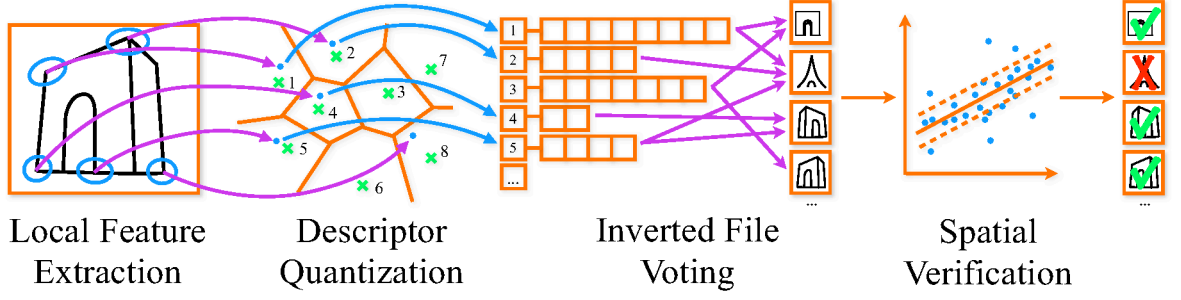 1
2
3
4
5
6
7
8
1
2
3
4
5
...
...
...
Local Feature
Extraction
Descriptor
Quantization
Inverted File
Voting
Spatial
Verification